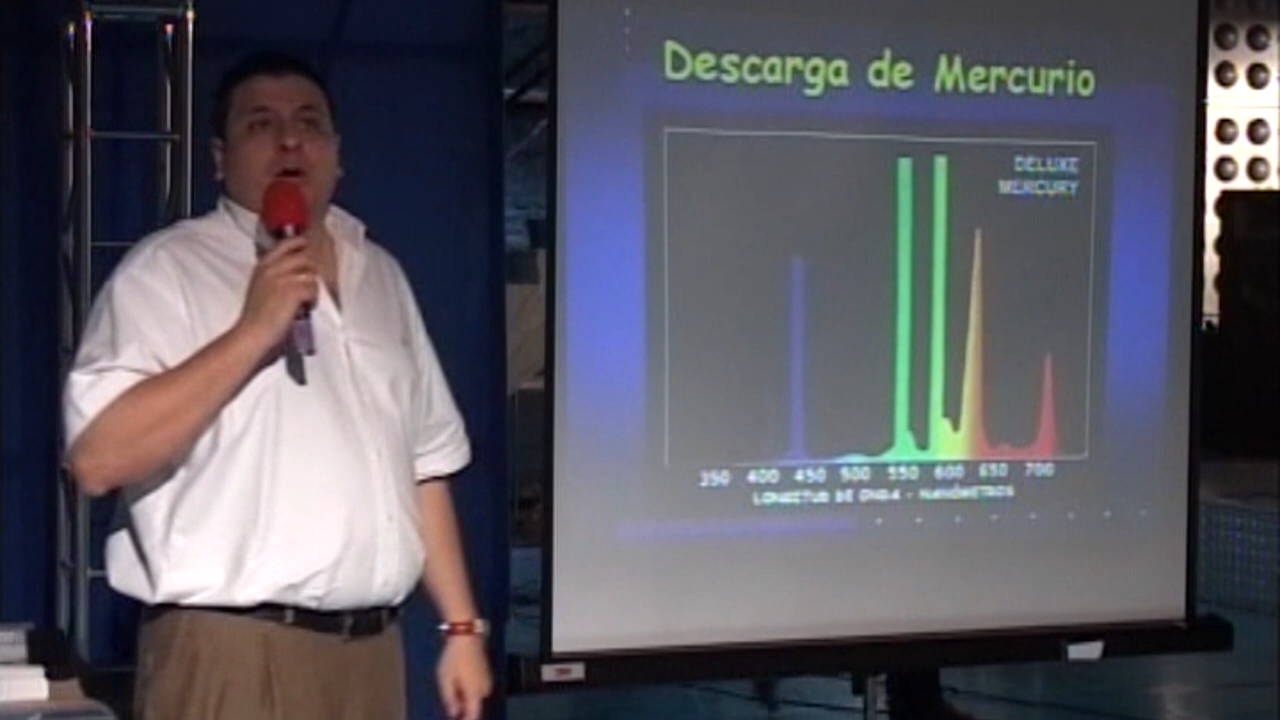 Descarga de Mercurio
DELUXE
MERCURY
350 400 450 500 550 600 650 700
LONGITUD DE ONDA - NANÓMETROS